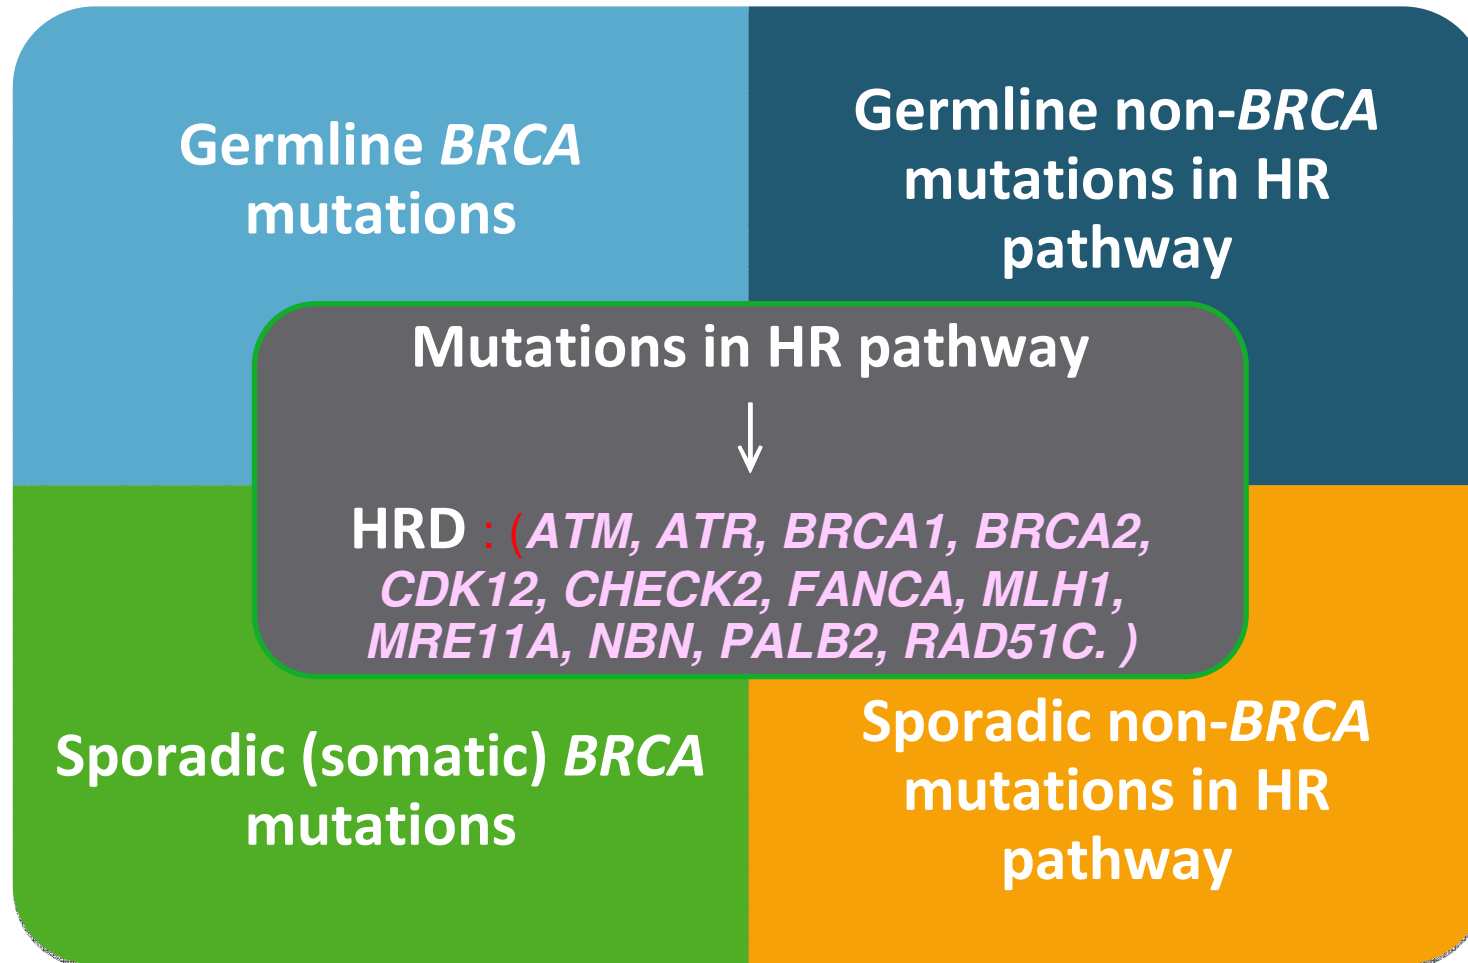 Germline BRCA
mutations
Germline non-BRCA
mutations in HR
pathway
Mutations in HR pathway
HRD : (ATM, ATR, BRCA1, BRCA2,
CDK12, CHECK2, FANCA, MLH1,
MRE11A, NBN, PALB2, RAD51C. )
Sporadic (somatic) BRCA
mutations
Sporadic non-BRCA
mutations in HR
pathway